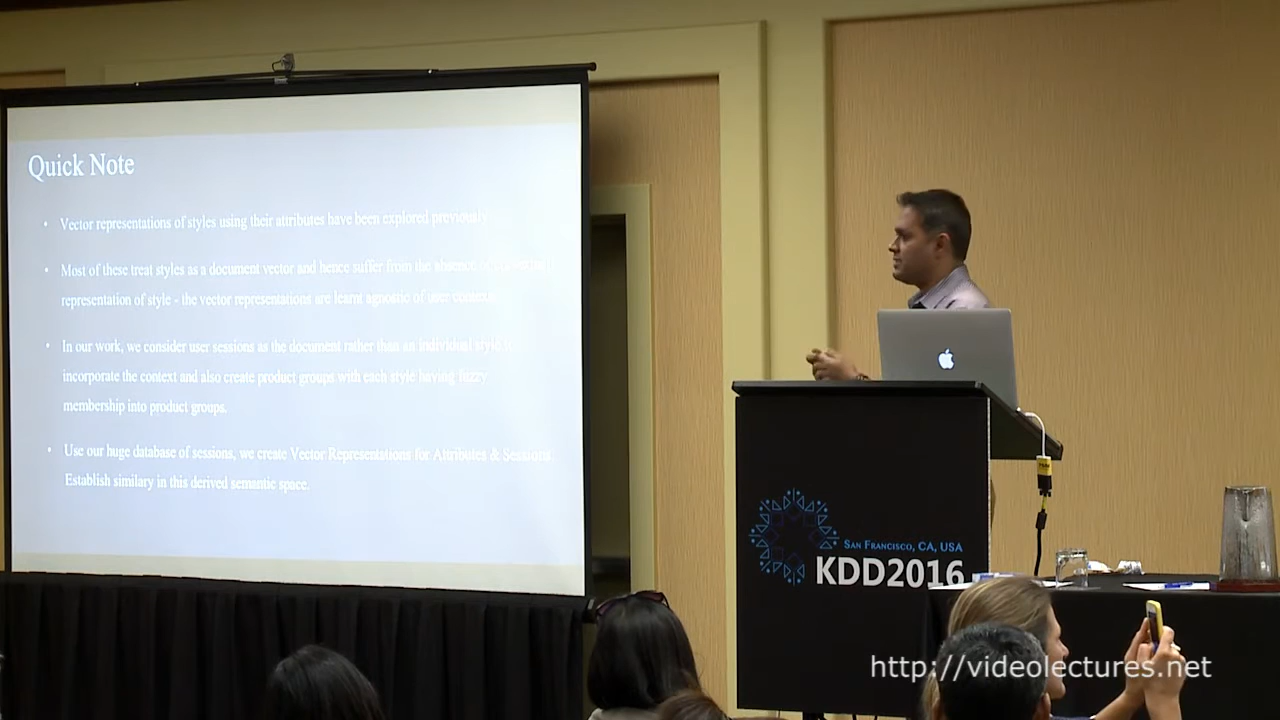 Quick Note
• Vector representations of styles using their attributes have been explored previously
• Most of these treat styles as a document vector and hence suffer from the absence
representation of style - the vector representations are learnt agnostic of user context
• In our work, we consider user sessions as the document rather than an individual style to
incorporate the context and also create product groups with each style having fuzzy
membership into product groups.
• Use our huge database of sessions, we create Vector Representations for Attributes & Sessions
Establish similary in this derived semantic space.
SAN FRANCISCO, CA, USA
KDD2016
http://videolectures.net